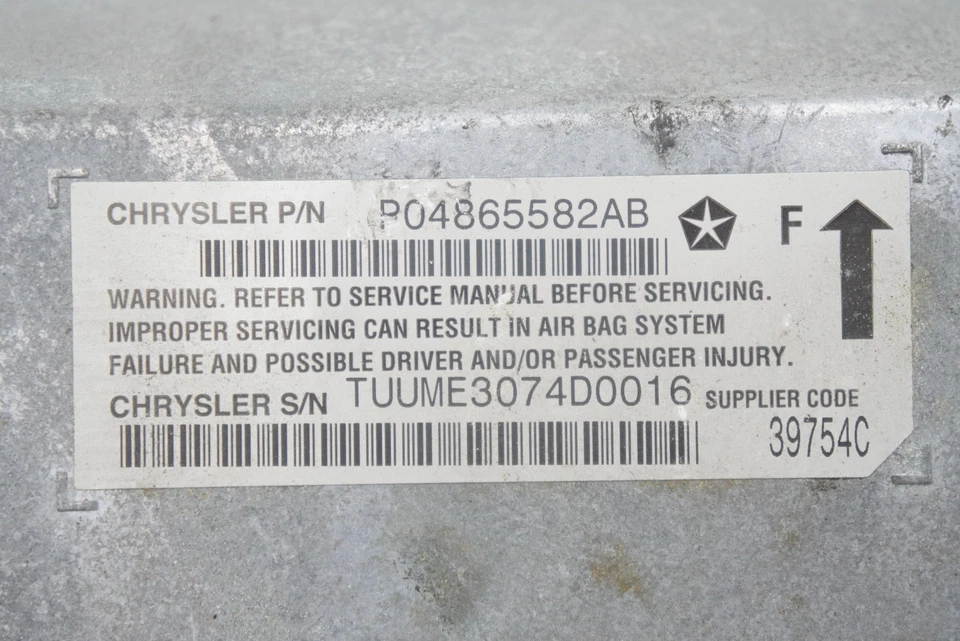 CHRYSLER P/N P04865582AB
F
WARNING. REFER TO SERVICE MANUAL BEFORE SERVICING.
IMPROPER SERVICING CAN RESULT IN AIR BAG SYSTEM
FAILURE AND POSSIBLE DRIVER AND/OR PASSENGER INJURY.
CHRYSLER S/N TUUME3074D0016 SUPPLIER CODE
39754C